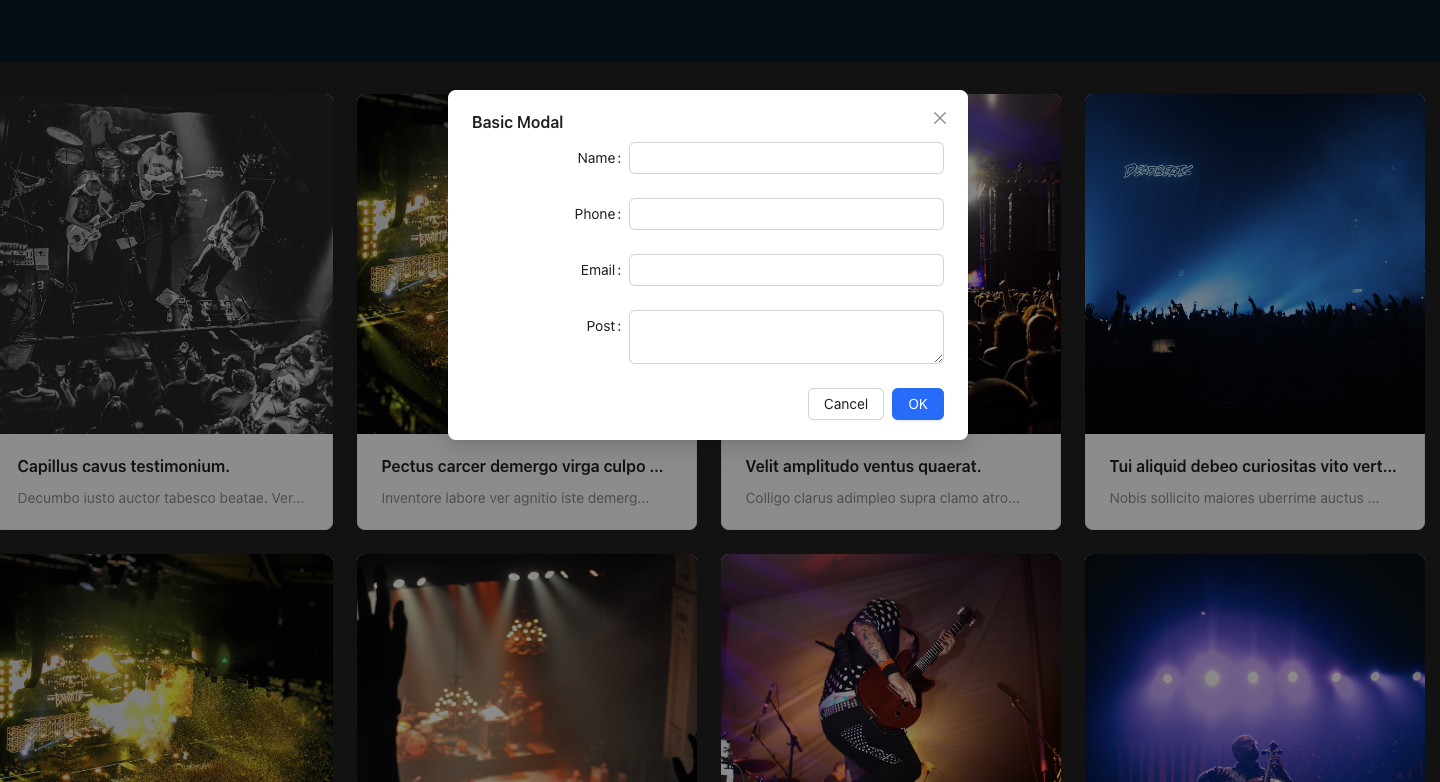 Basic Modal
Name:
Phone:
Email:
Post:
Cancel
OK
DEADBEATS
Capillus cavus testimonium.
Decumbo iusto auctor tabesco beatae. Ver...
Pectus carcer demergo virga culpo ...
Inventore labore ver agnitio iste demerg...
Velit amplitudo ventus quaerat.
Colligo clarus adimpleo supra clamo atro...
Tui aliquid debeo curiositas vito vert...
Nobis sollicito maiores uberrime auctus ...